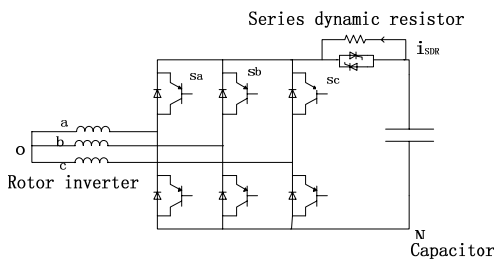 Series dynamic resistor
iSDR
Sa
Sb
Sc
a
b
o
c
Rotor inverter
N
Capacitor